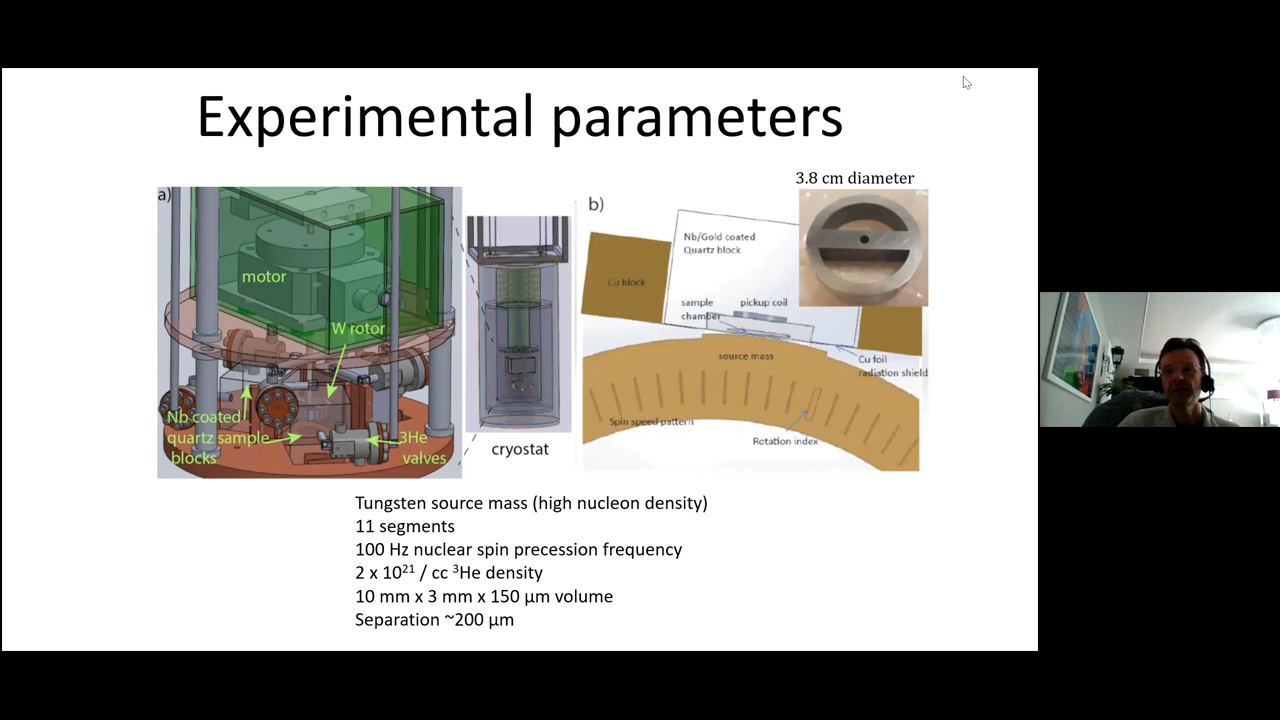 Experimental parameters
3.8 cm diameter
a)
motor
W rotor
Nb coated
quartz sample
blocks
3He
valves
cryostat
b)
Nb/Gold coated
Quartz block
Cu block
sample
chamber
pickup coil
source mass
Cu foil
radiation shield
Spin speed pattern
Rotation index
Tungsten source mass (high nucleon density)
11 segments
100 Hz nuclear spin precession frequency
2 x 10²¹ / cc ³He density
10 mm x 3 mm x 150 μm volume
Separation ~200 μm